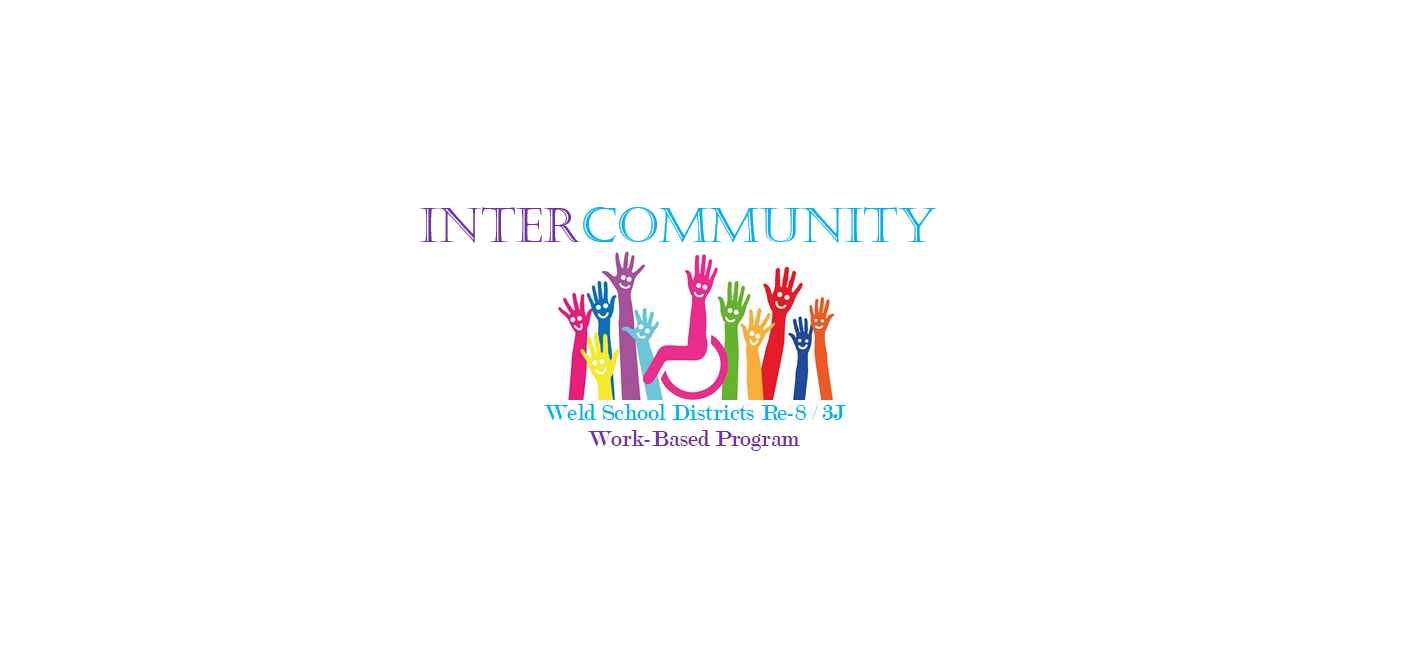 INTERCOMMUNITY
Weld School Districts Re-8 / 3J
Work-Based Program